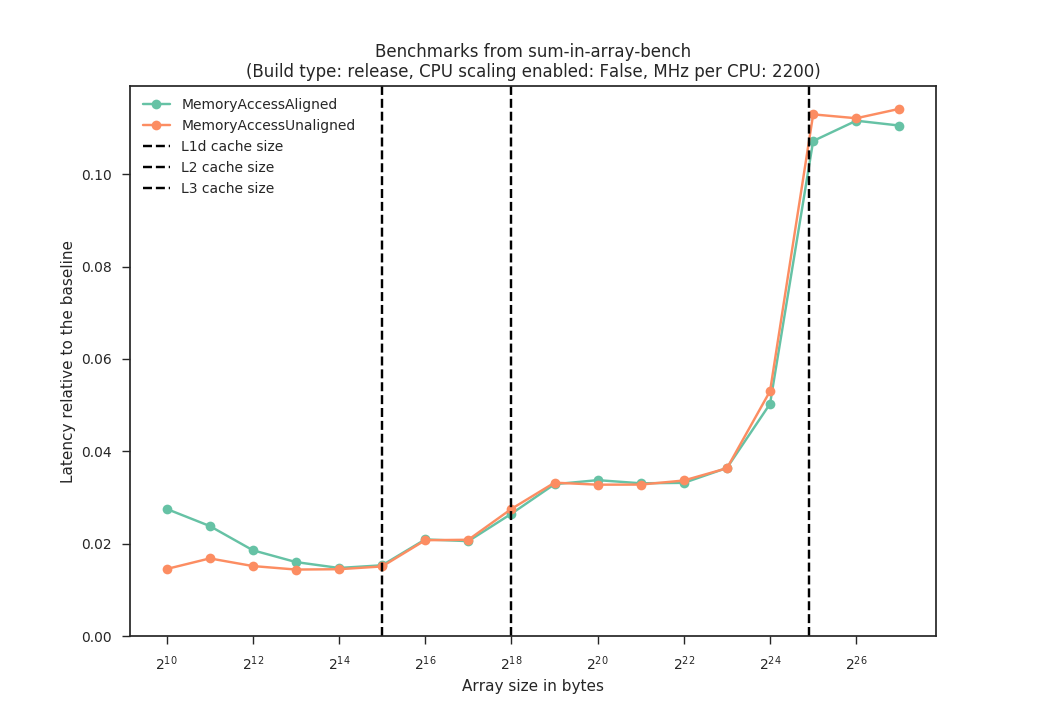 Benchmarks from sum-in-array-bench
(Build type: release, CPU scaling enabled: False, MHz per CPU: 2200)
MemoryAccessAligned
MemoryAccessUnaligned
L1d cache size
L2 cache size
L3 cache size
Latency relative to the baseline
0.10
0.08
0.06
0.04
0.02
0.00
2^10 2^12 2^14 2^16 2^18 2^20 2^22 2^24 2^26
Array size in bytes